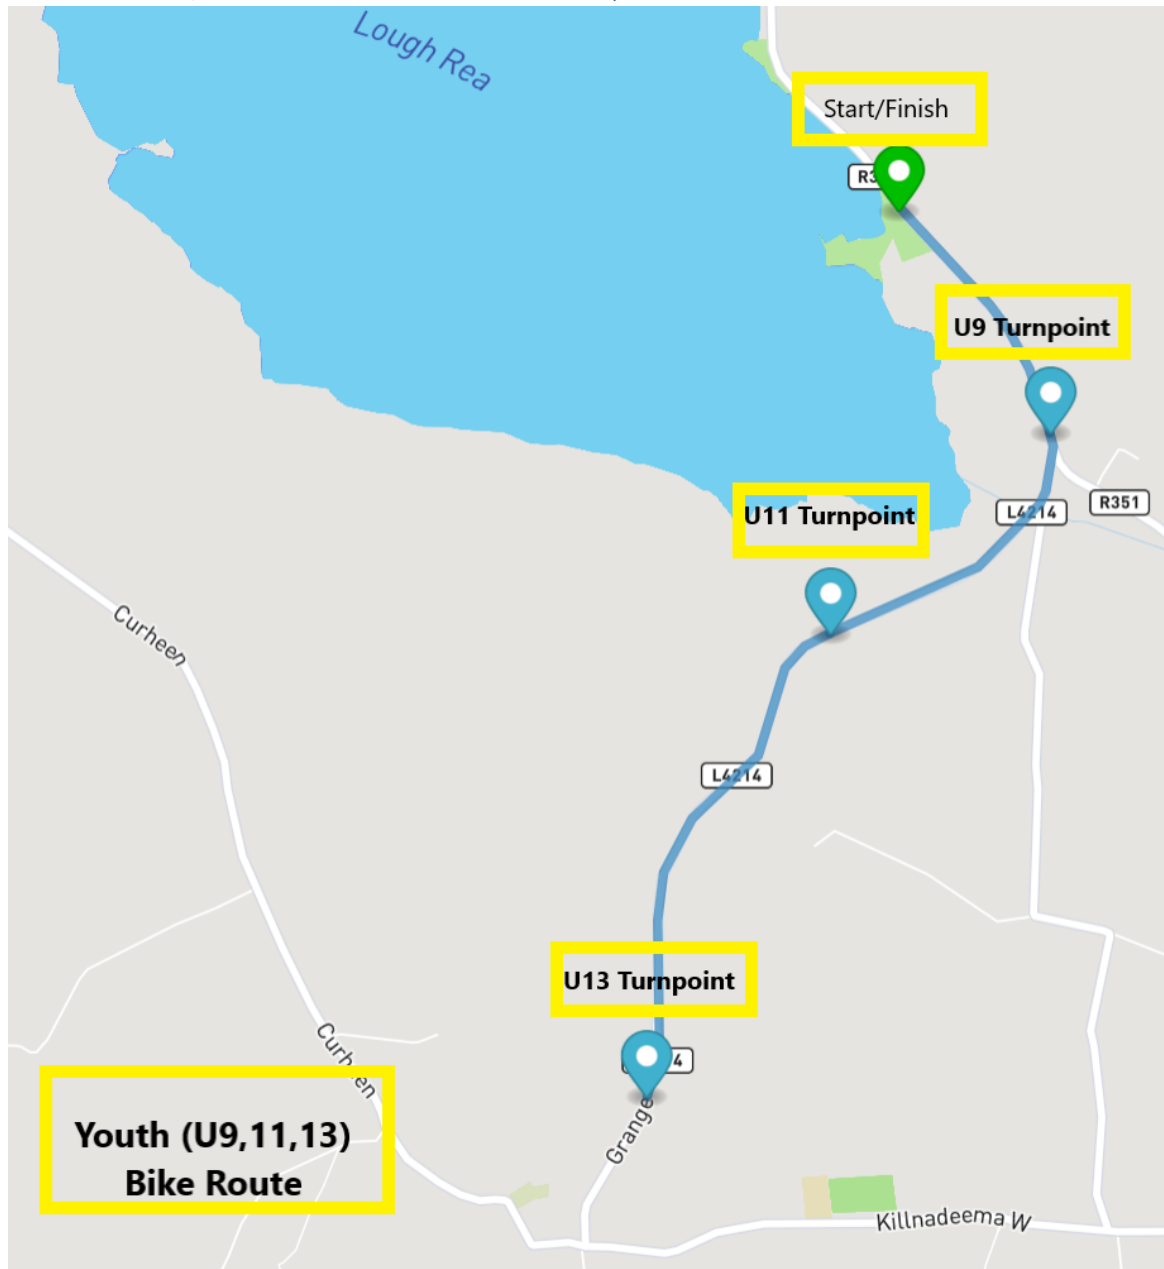 Lough Rea
Start/Finish
U9 Turnpoint
R351
L4214
U11 Turnpoint
Curheen
L4214
U13 Turnpoint
Curheen
Grange
Youth (U9,11,13)
Bike Route
Killnadeema W